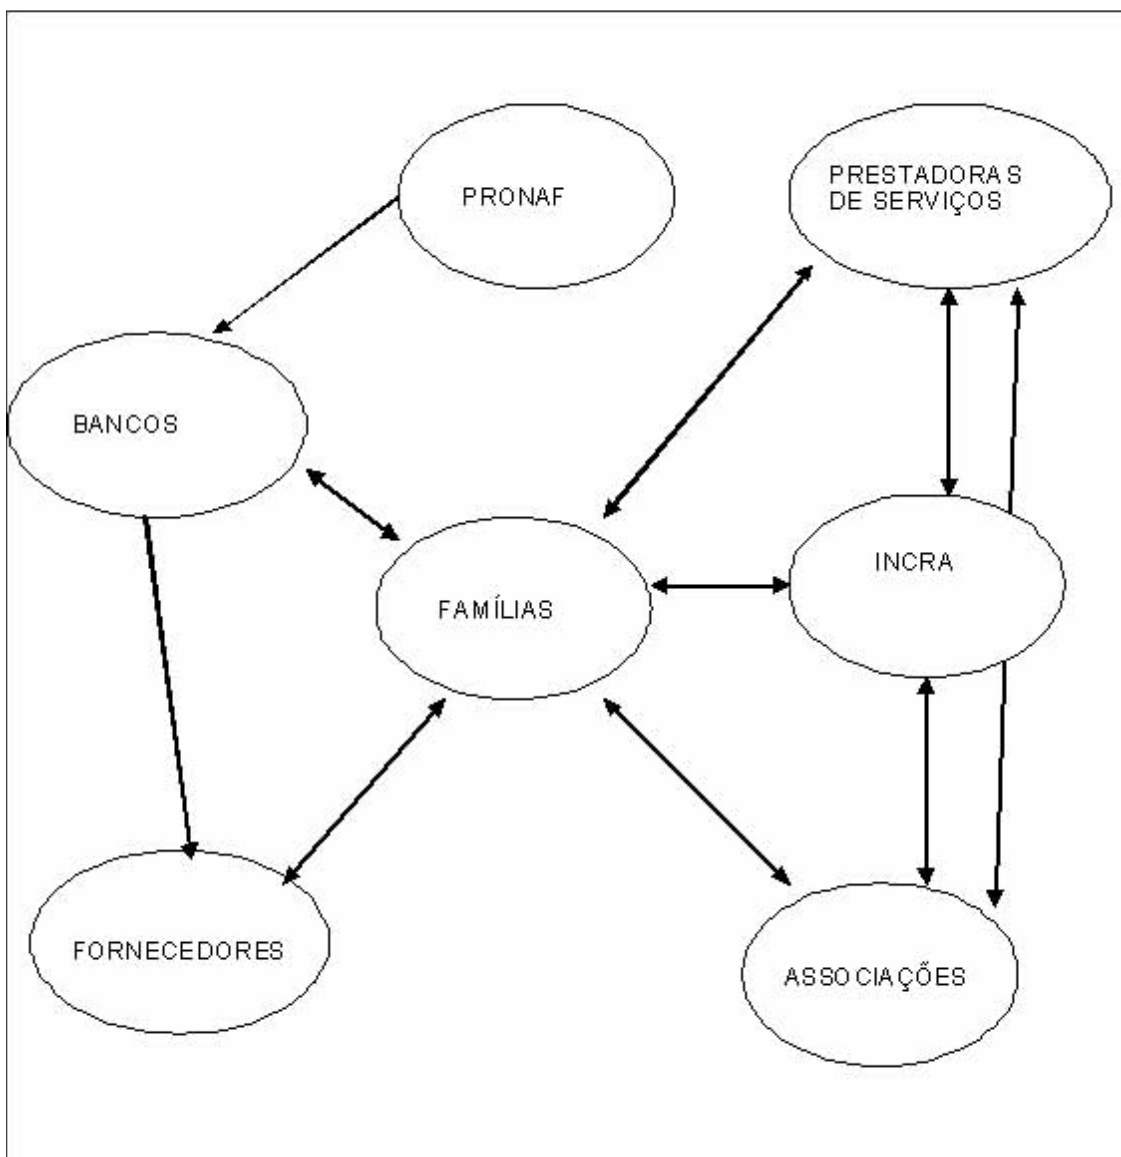 PRONAF
PRESTADORAS
DE SERVIÇOS
BANCOS
INCRA
FAMÍLIAS
FORNECEDORES
ASSOCIAÇÕES